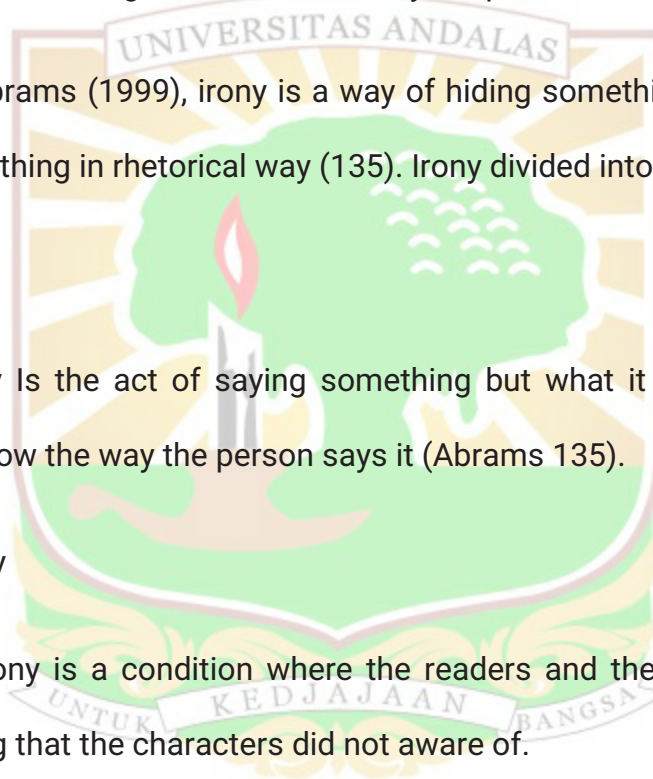 UNIVERSITAS ANDALAS
brams (1999), irony is a way of hiding somethi
thing in rhetorical way (135). Irony divided into
Is the act of saying something but what it
ow the way the person says it (Abrams 135).
y
ony is a condition where the readers and the
UNTUK KEDJAJAAN BANGSA
g that the characters did not aware of.